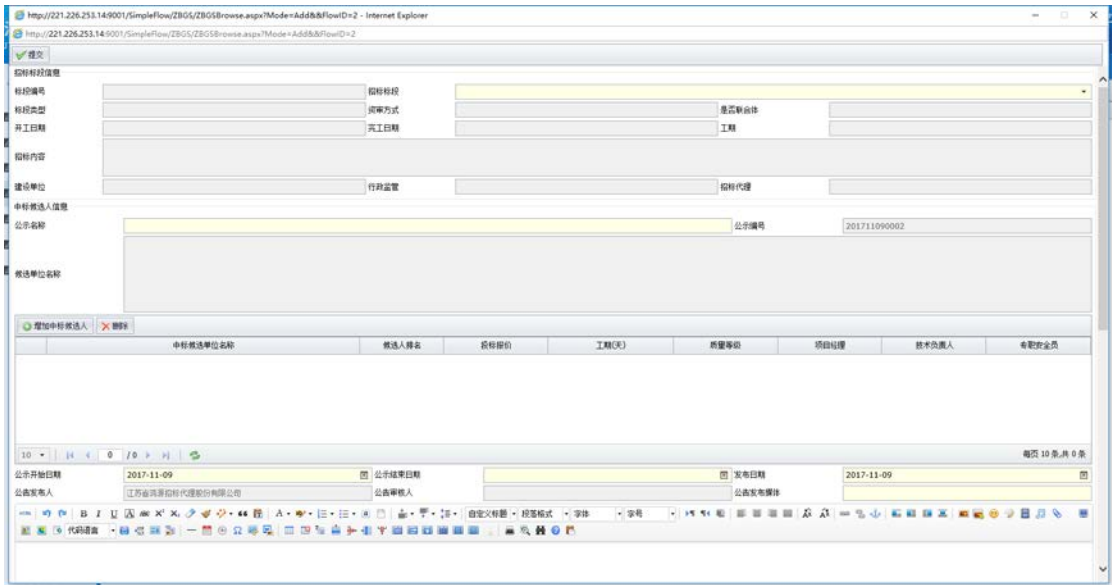 http://221.226.253.14:9001/SimpleFlow/ZBGS/ZBGSBrowse.aspx?Mode=Add&&FlowID=2 - Internet Explorer
http://221.226.253.14:9001/SimpleFlow/ZBGS/ZBGSBrowse.aspx?Mode=Add&&FlowID=2
提交
招标标段信息
标段编号 招标标段
标段类型 资审方式 是否联合体
开工日期 完工日期 工期
招标内容
建设单位 行政监管 招标代理
中标候选人信息
公示名称 公示编号 201711090002
候选单位名称
增加中标候选人 删除
中标候选单位名称 候选人排名 投标报价 工期(天) 质量等级 项目经理 技术负责人 专职安全员
10 0 /0 每页 10 条,共 0 条
公示开始日期 2017-11-09 公示结束日期 发布日期 2017-11-09
公告发布人 江苏省鸿源招标代理股份有限公司 公告审核人 公告发布媒体
HTML B I U A ABC X² X₂ 自定义标题 段落格式 字体 字号
代码语言